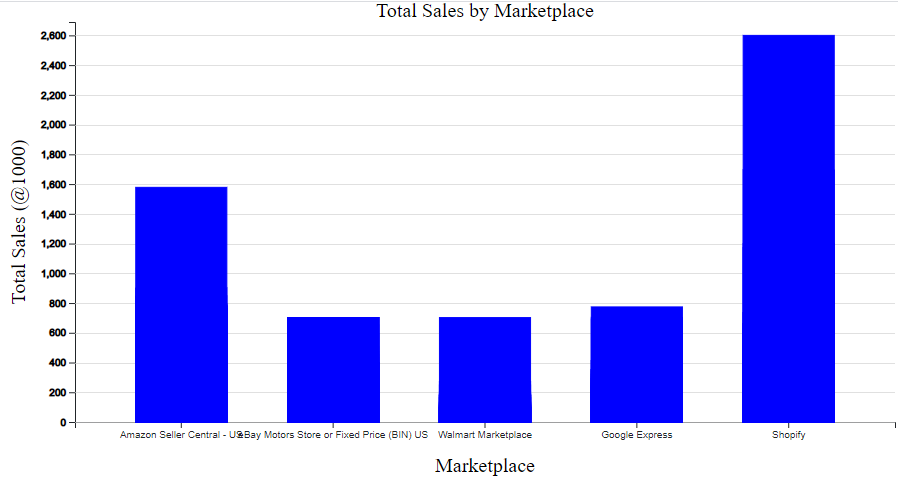 Total Sales by Marketplace
Total Sales (@1000)
2,600
2,400
2,200
2,000
1,800
1,600
1,400
1,200
1,000
800
600
400
200
0
Amazon Seller Central - US
eBay Motors Store or Fixed Price (BIN) US
Walmart Marketplace
Google Express
Shopify
Marketplace